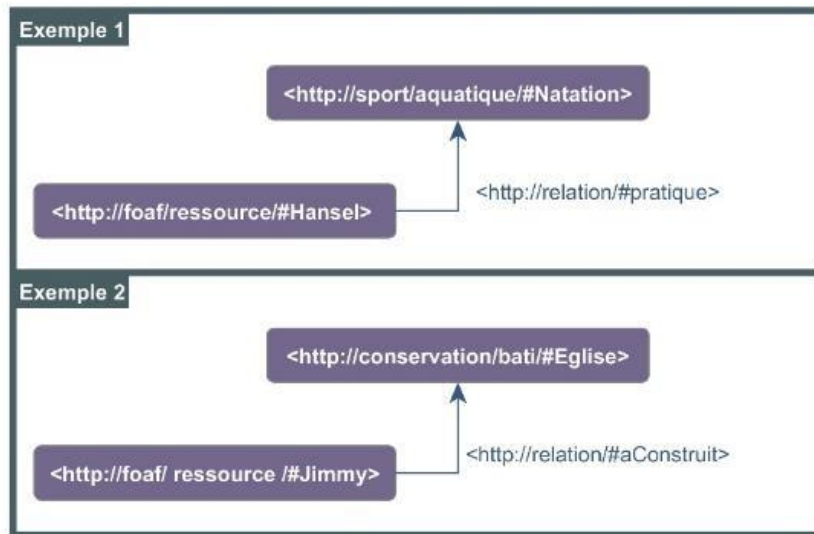 Exemple 1
<http://sport/aquatique/#Natation>
<http://relation/#pratique>
<http://foaf/ressource/#Hansel>
Exemple 2
<http://conservation/bati/#Eglise>
<http://relation/#aConstruit>
<http://foaf/ ressource /#Jimmy>